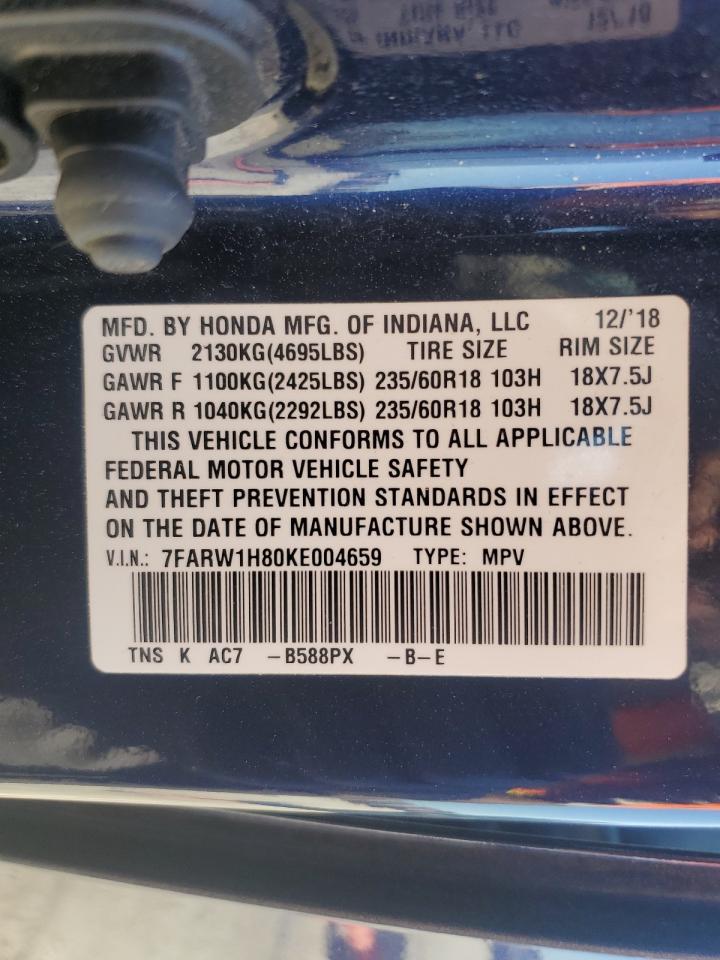 MFD. BY HONDA MFG. OF INDIANA, LLC 12/'18
GVWR 2130KG(4695LBS) TIRE SIZE RIM SIZE
GAWR F 1100KG(2425LBS) 235/60R18 103H 18X7.5J
GAWR R 1040KG(2292LBS) 235/60R18 103H 18X7.5J
THIS VEHICLE CONFORMS TO ALL APPLICABLE
FEDERAL MOTOR VEHICLE SAFETY
AND THEFT PREVENTION STANDARDS IN EFFECT
ON THE DATE OF MANUFACTURE SHOWN ABOVE.
V.I.N.: 7FARW1H80KE004659 TYPE: MPV
TNS K AC7 -B588PX -B-E